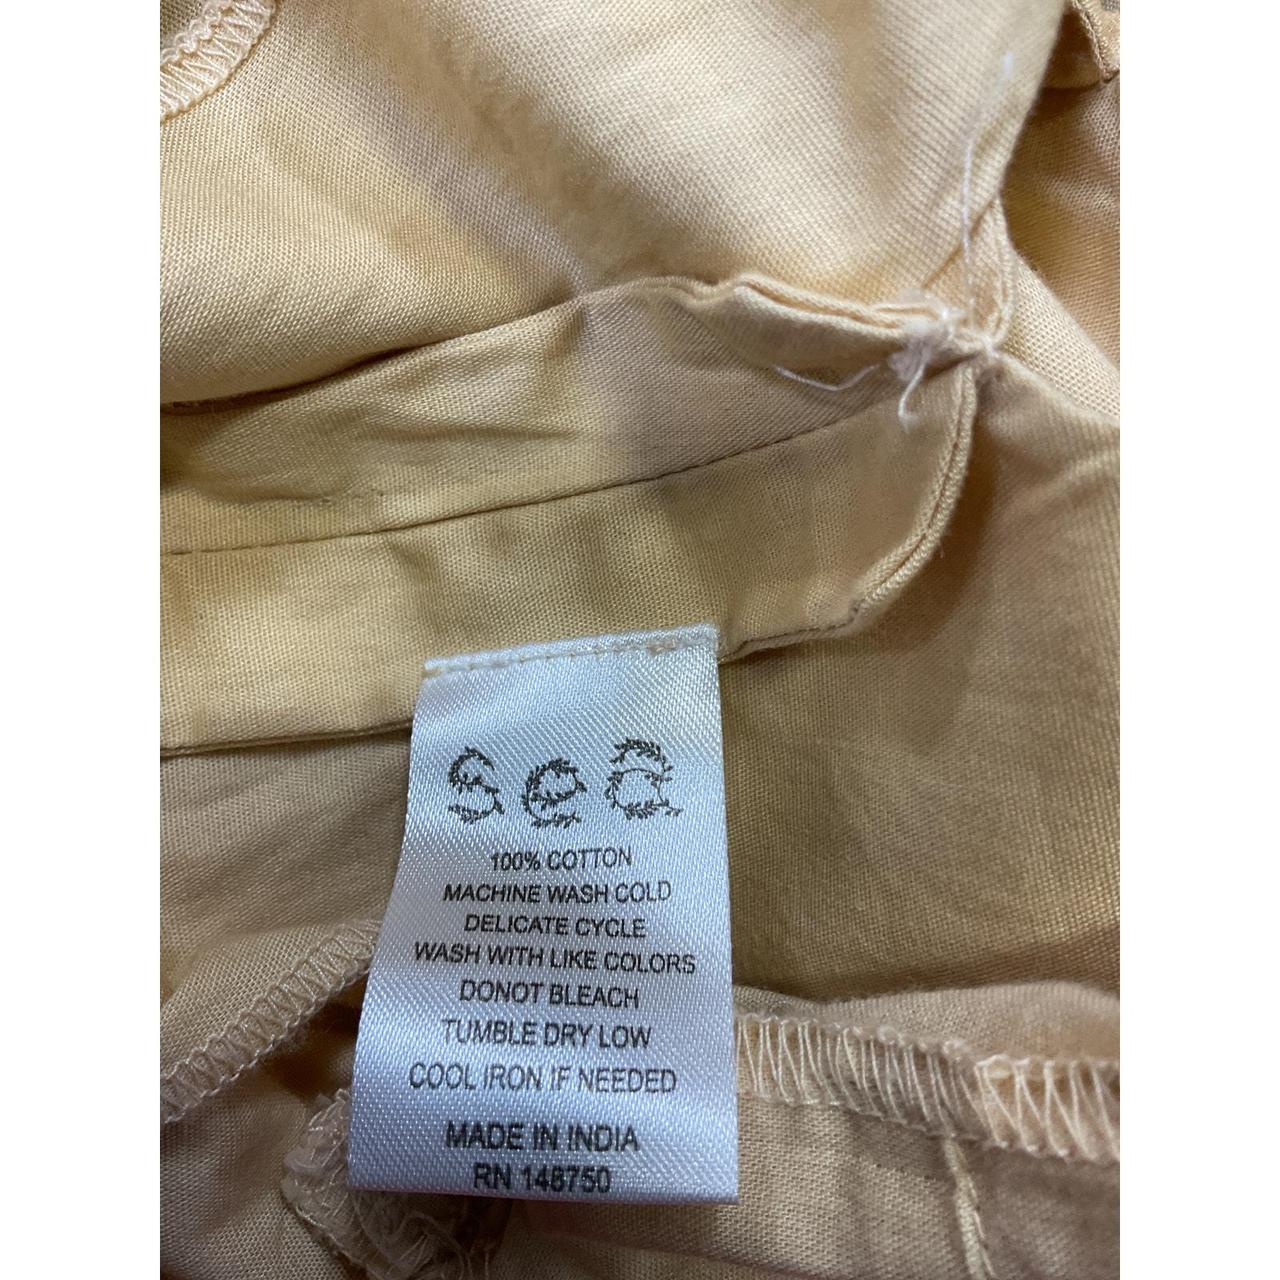 Sea
100% COTTON
MACHINE WASH COLD
DELICATE CYCLE
WASH WITH LIKE COLORS
DONOT BLEACH
TUMBLE DRY LOW
COOL IRON IF NEEDED
MADE IN INDIA
RN 148750